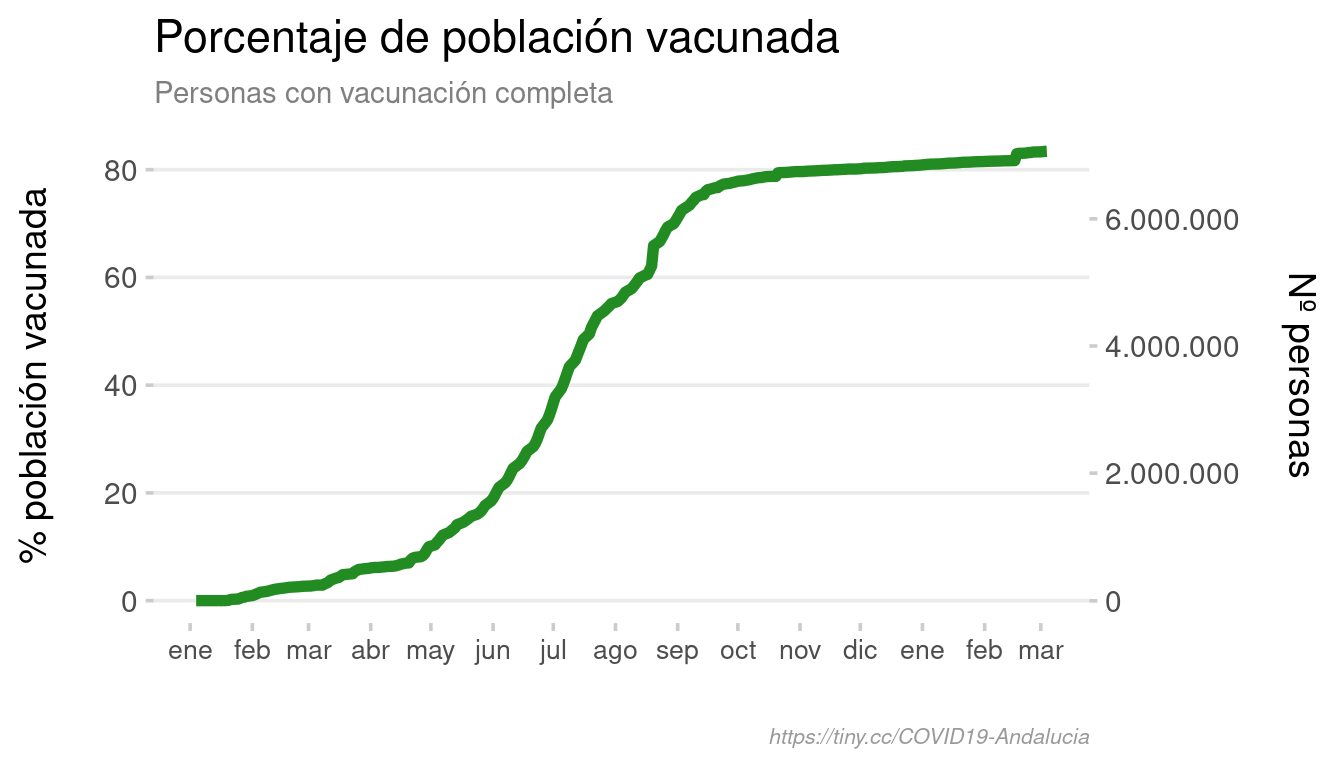 Porcentaje de población vacunada
Personas con vacunación completa
% población vacunada
80
60
40
20
0
6.000.000
4.000.000
2.000.000
0
Nº personas
ene feb mar abr may jun jul ago sep oct nov dic ene feb mar
https://tiny.cc/COVID19-Andalucia